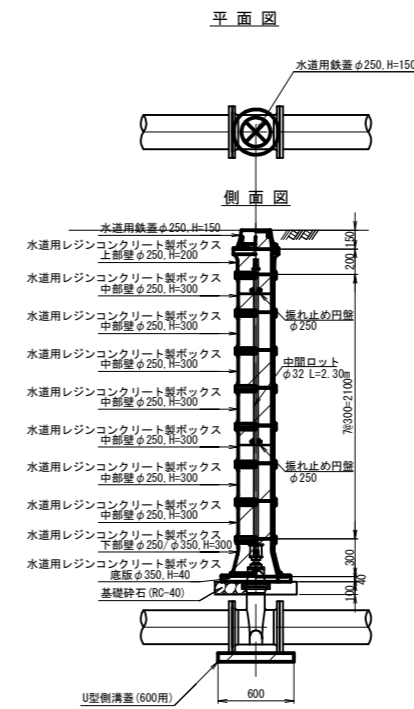 平面図
水道用鉄蓋φ250,H=150
側面図
水道用鉄蓋φ250,H=150
水道用レジンコンクリート製ボックス
上部壁φ250,H=200
水道用レジンコンクリート製ボックス
中部壁φ250,H=300
水道用レジンコンクリート製ボックス
中部壁φ250,H=300
水道用レジンコンクリート製ボックス
中部壁φ250,H=300
水道用レジンコンクリート製ボックス
中部壁φ250,H=300
水道用レジンコンクリート製ボックス
中部壁φ250,H=300
水道用レジンコンクリート製ボックス
中部壁φ250,H=300
水道用レジンコンクリート製ボックス
中部壁φ250,H=300
水道用レジンコンクリート製ボックス
下部壁φ250/φ350,H=300
水道用レジンコンクリート製ボックス
底版φ350,H=40
基礎砕石(RC-40)
U型側溝蓋(600用)
振れ止め円盤
φ250
中間ロット
φ32 L=2.30m
振れ止め円盤
φ250
150
200
7@300=2100
300
40
100
600